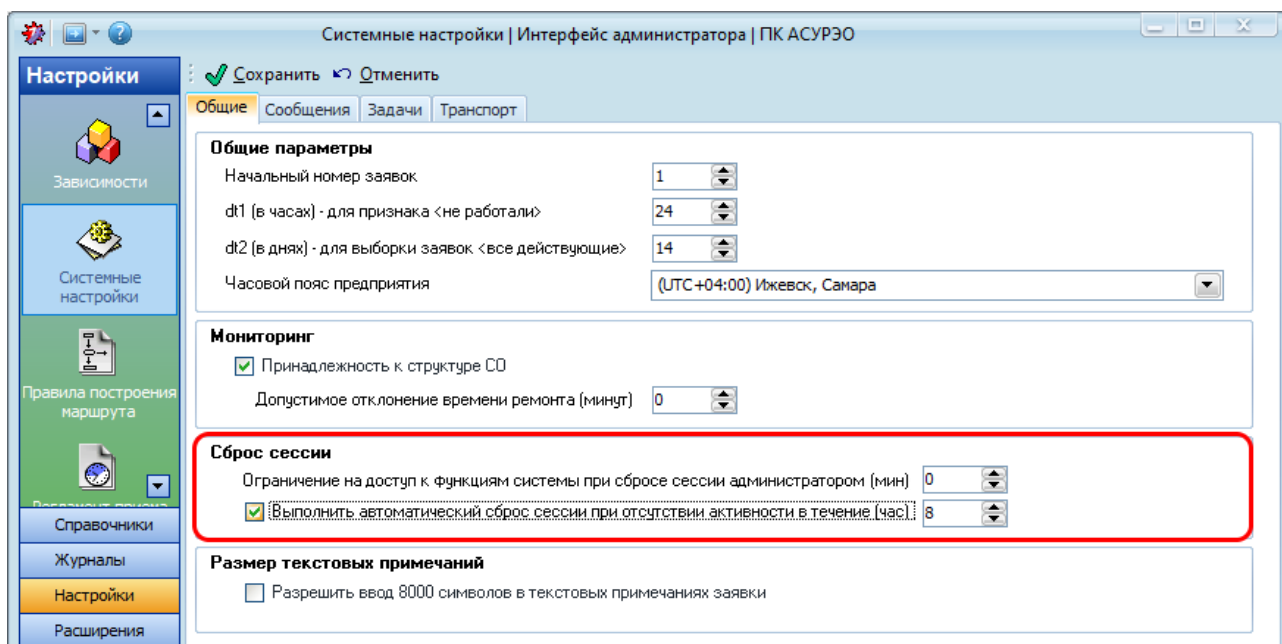 Системные настройки | Интерфейс администратора | ПК АСУРЭО
Настройки
Сохранить Отменить
Общие Сообщения Задачи Транспорт
Зависимости
Системные
настройки
Правила построения
маршрута
Справочники
Журналы
Настройки
Расширения
Общие параметры
Начальный номер заявок 1
dt1 (в часах) - для признака <не работали> 24
dt2 (в днях) - для выборки заявок <все действующие> 14
Часовой пояс предприятия (UTC+04:00) Ижевск, Самара
Мониторинг
Принадлежность к структуре СО
Допустимое отклонение времени ремонта (минут) 0
Сброс сессии
Ограничение на доступ к функциям системы при сбросе сессии администратором (мин) 0
Выполнить автоматический сброс сессии при отсутствии активности в течение (час) 8
Размер текстовых примечаний
Разрешить ввод 8000 символов в текстовых примечаниях заявки